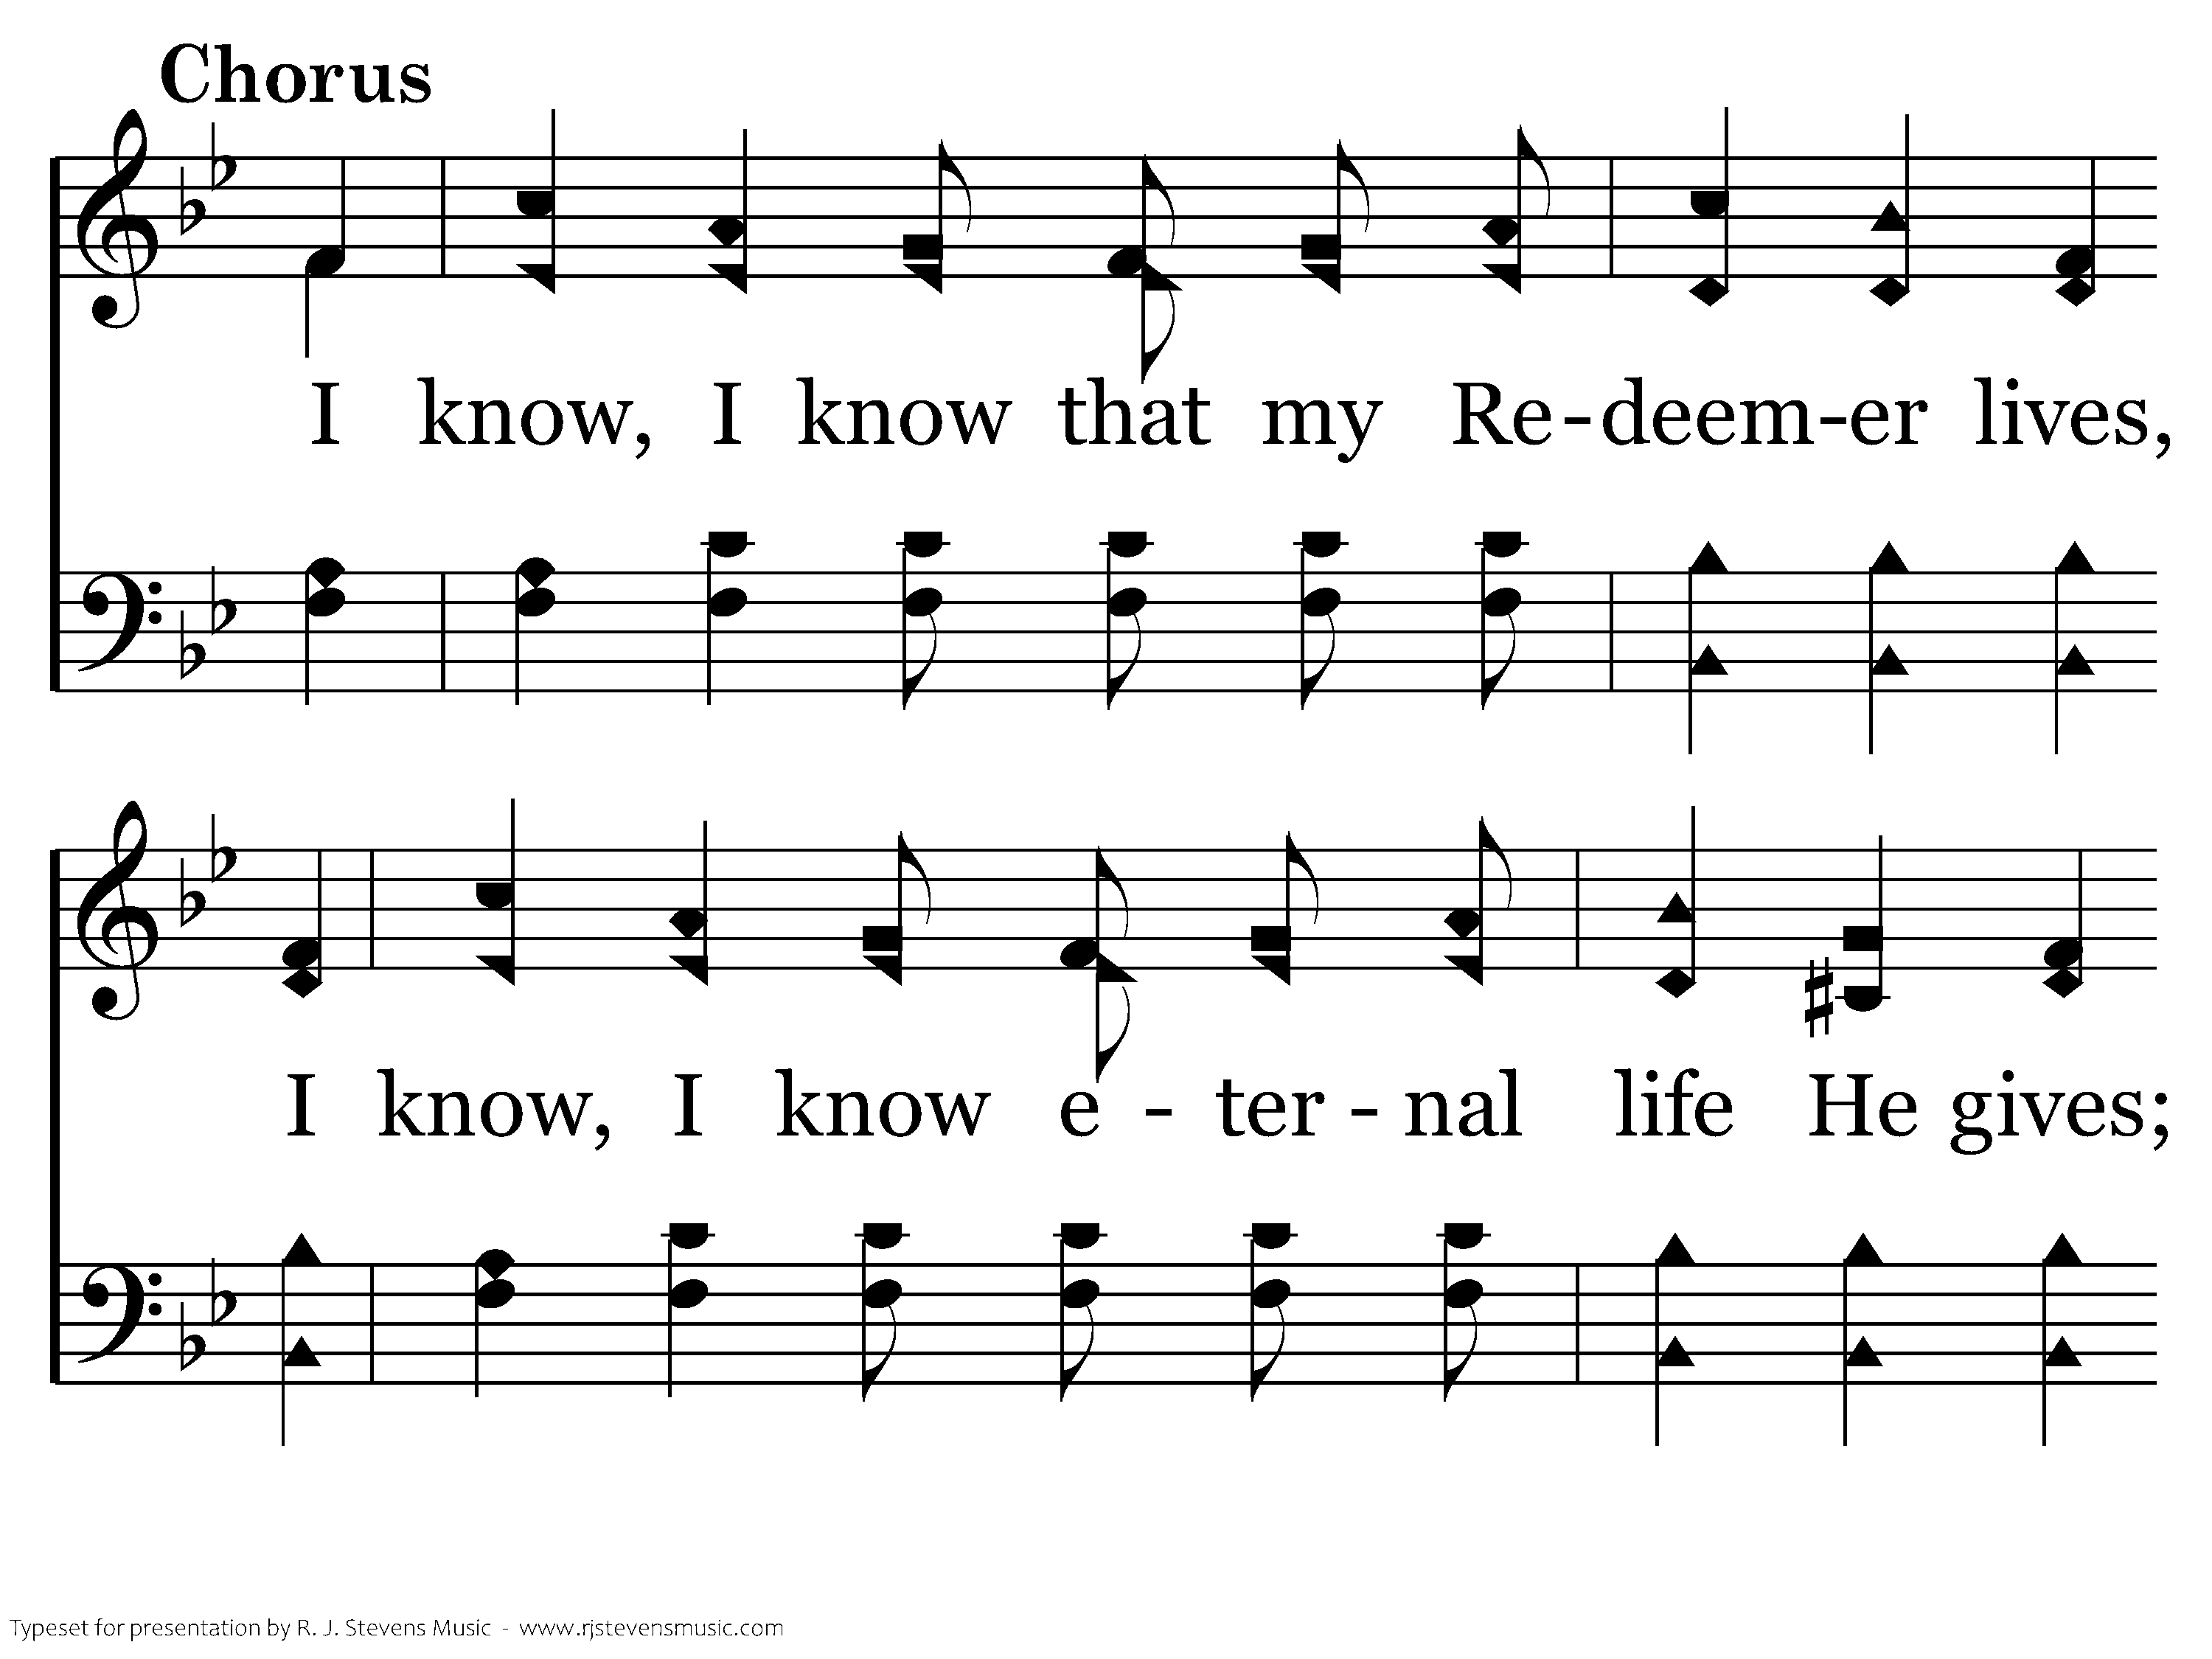 Chorus
I know, I know that my Re-deem-er lives,
I know, I know e - ter - nal life He gives;
Typeset for presentation by R. J. Stevens Music - www.rjstevensmusic.com